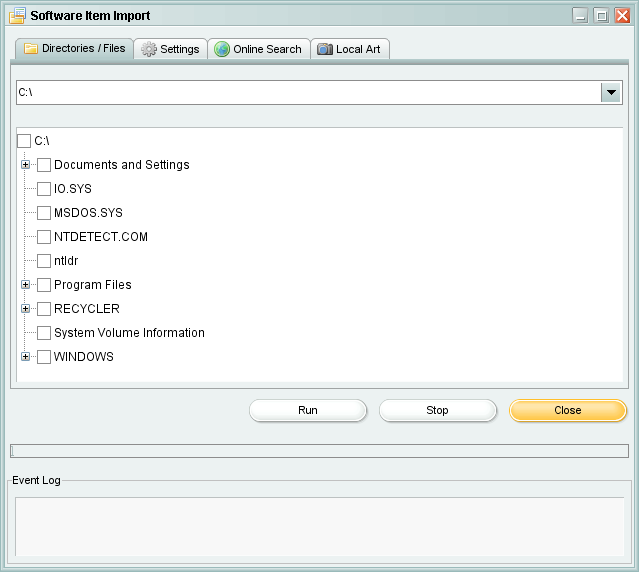 Software Item Import
Directories / Files Settings Online Search Local Art
C:\
C:\
Documents and Settings
IO.SYS
MSDOS.SYS
NTDETECT.COM
ntldr
Program Files
RECYCLER
System Volume Information
WINDOWS
Run Stop Close
Event Log